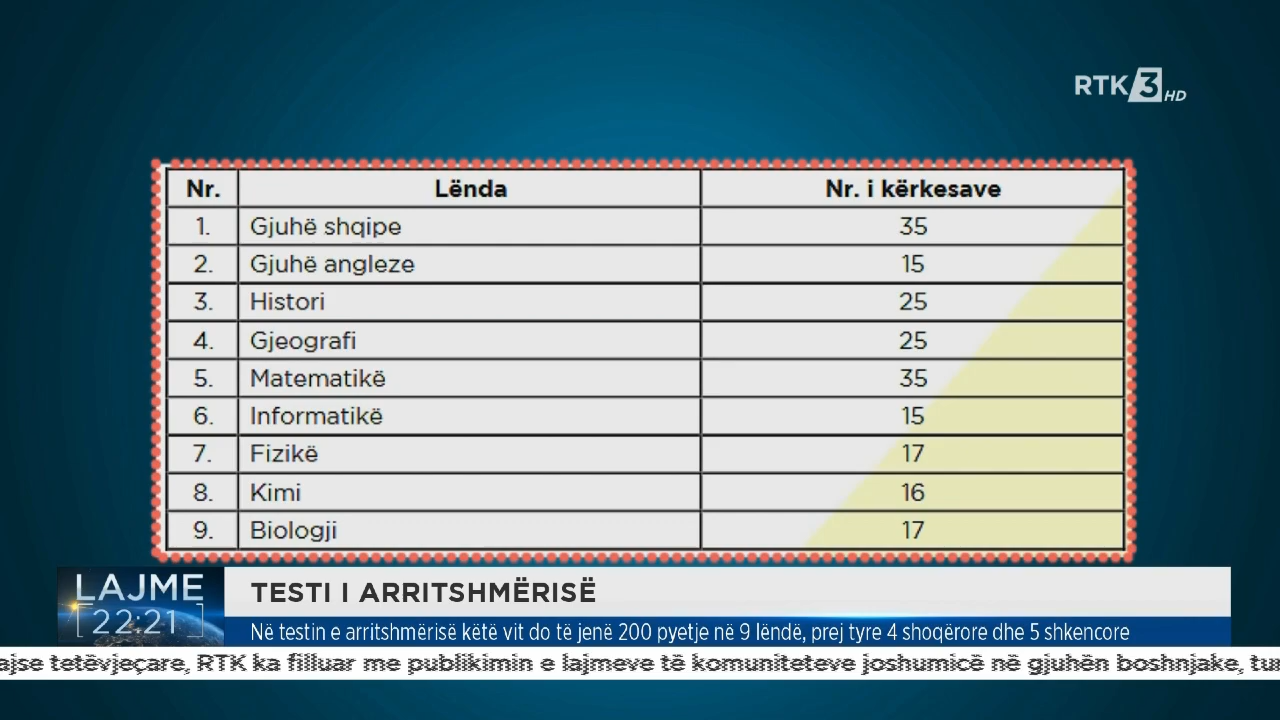 RTK 3 HD
Nr. Lënda Nr. i kërkesave
1. Gjuhë shqipe 35
2. Gjuhë angleze 15
3. Histori 25
4. Gjeografi 25
5. Matematikë 35
6. Informatikë 15
7. Fizikë 17
8. Kimi 16
9. Biologji 17
LAJME
22:21
TESTI I ARRITSHMËRISË
Në testin e arritshmërisë këtë vit do të jenë 200 pyetje në 9 lëndë, prej tyre 4 shoqërore dhe 5 shkencore
tetëvjeçare, RTK ka filluar me publikimin e lajmeve të komuniteteve joshumicë në gjuhën boshnjake,